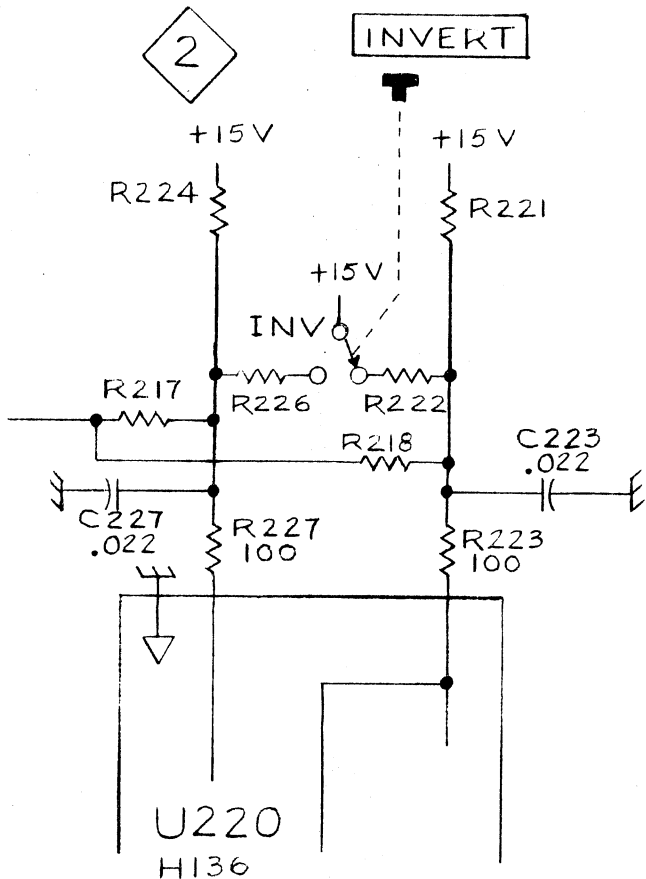 2
INVERT
+15V
+15V
R224
R221
+15V
INV
R217
R226
R222
R218
C223
.022
C227
.022
R227
100
R223
100
U220
H136